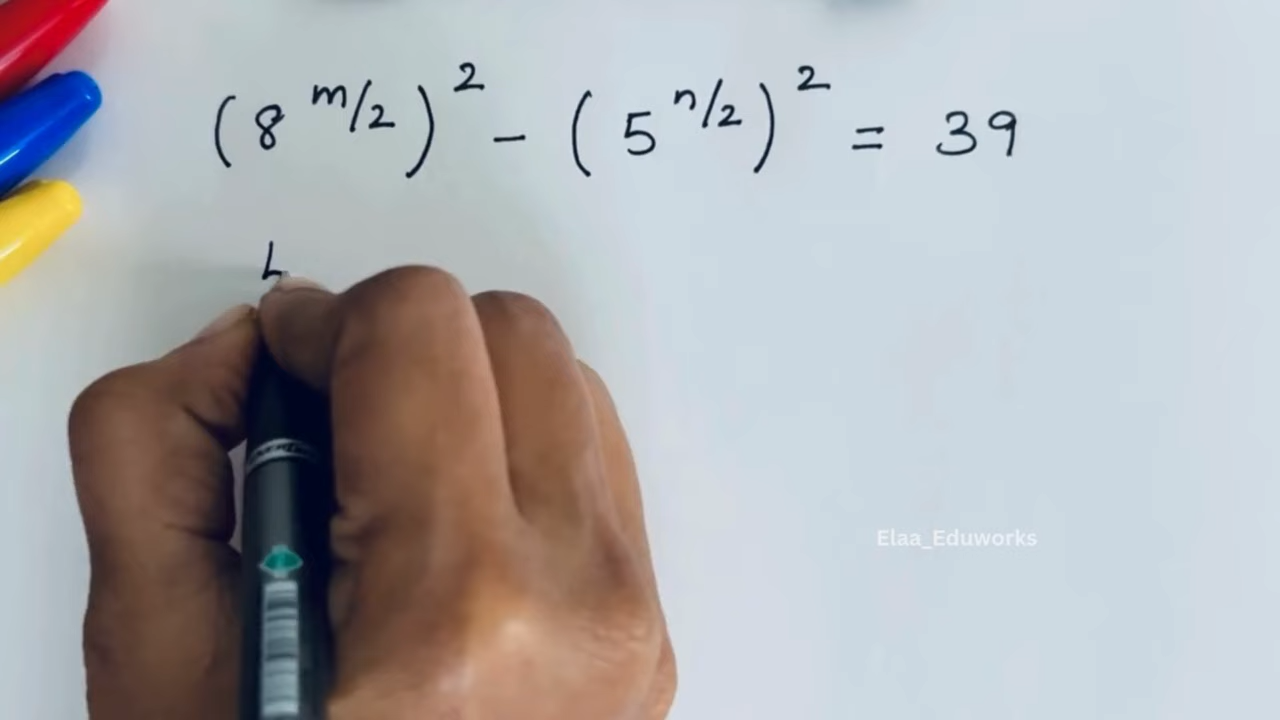 (8^{m/2})^2 - (5^{n/2})^2 = 39
L
Elaa_Eduworks